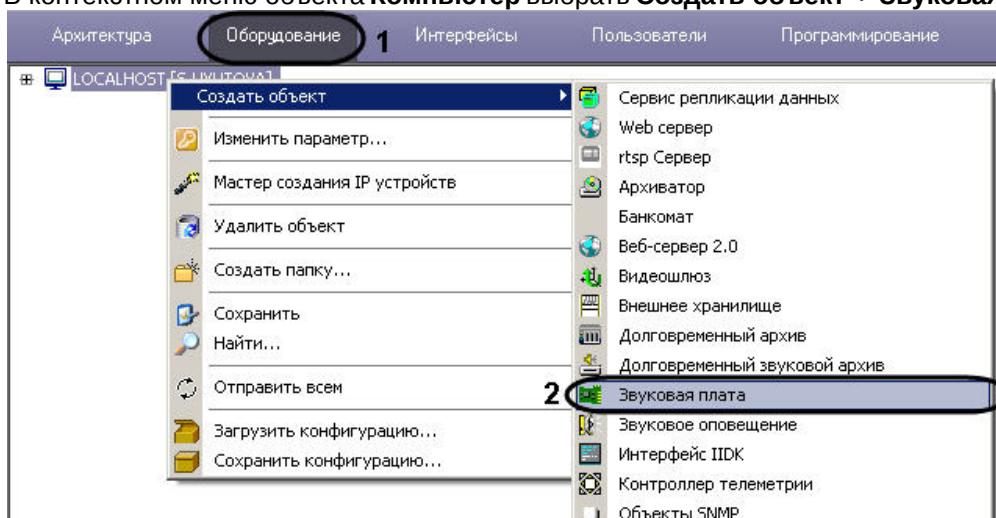 В контекстном меню объекта Компьютер выбрать Создать объект Звуковая
Архитектура Оборудование 1 Интерфейсы Пользователи Программирование
LOCALHOST
Создать объект
Изменить параметр...
Мастер создания IP устройств
Удалить объект
Создать папку...
Сохранить
Найти...
Отправить всем
Загрузить конфигурацию...
Сохранить конфигурацию...
Сервис репликации данных
Web сервер
rtsp Сервер
Архиватор
Банкомат
Веб-сервер 2.0
Видеошлюз
Внешнее хранилище
Долговременный архив
Долговременный звуковой архив
2 Звуковая плата
Звуковое оповещение
Интерфейс IIDK
Контроллер телеметрии
Объекты SNMP